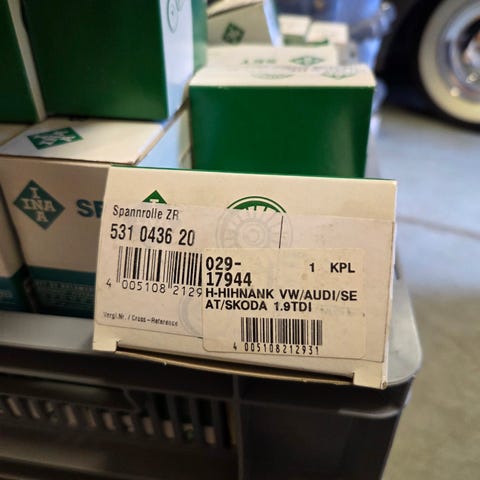 INA
SET
Spannrolle ZR
531 0436 20
4 005108 2129
Vergl.Nr. / Cross-Reference
029-
17944
1 KPL
H-HIHNANK VW/AUDI/SE
AT/SKODA 1.9TDI
4 005108 212931